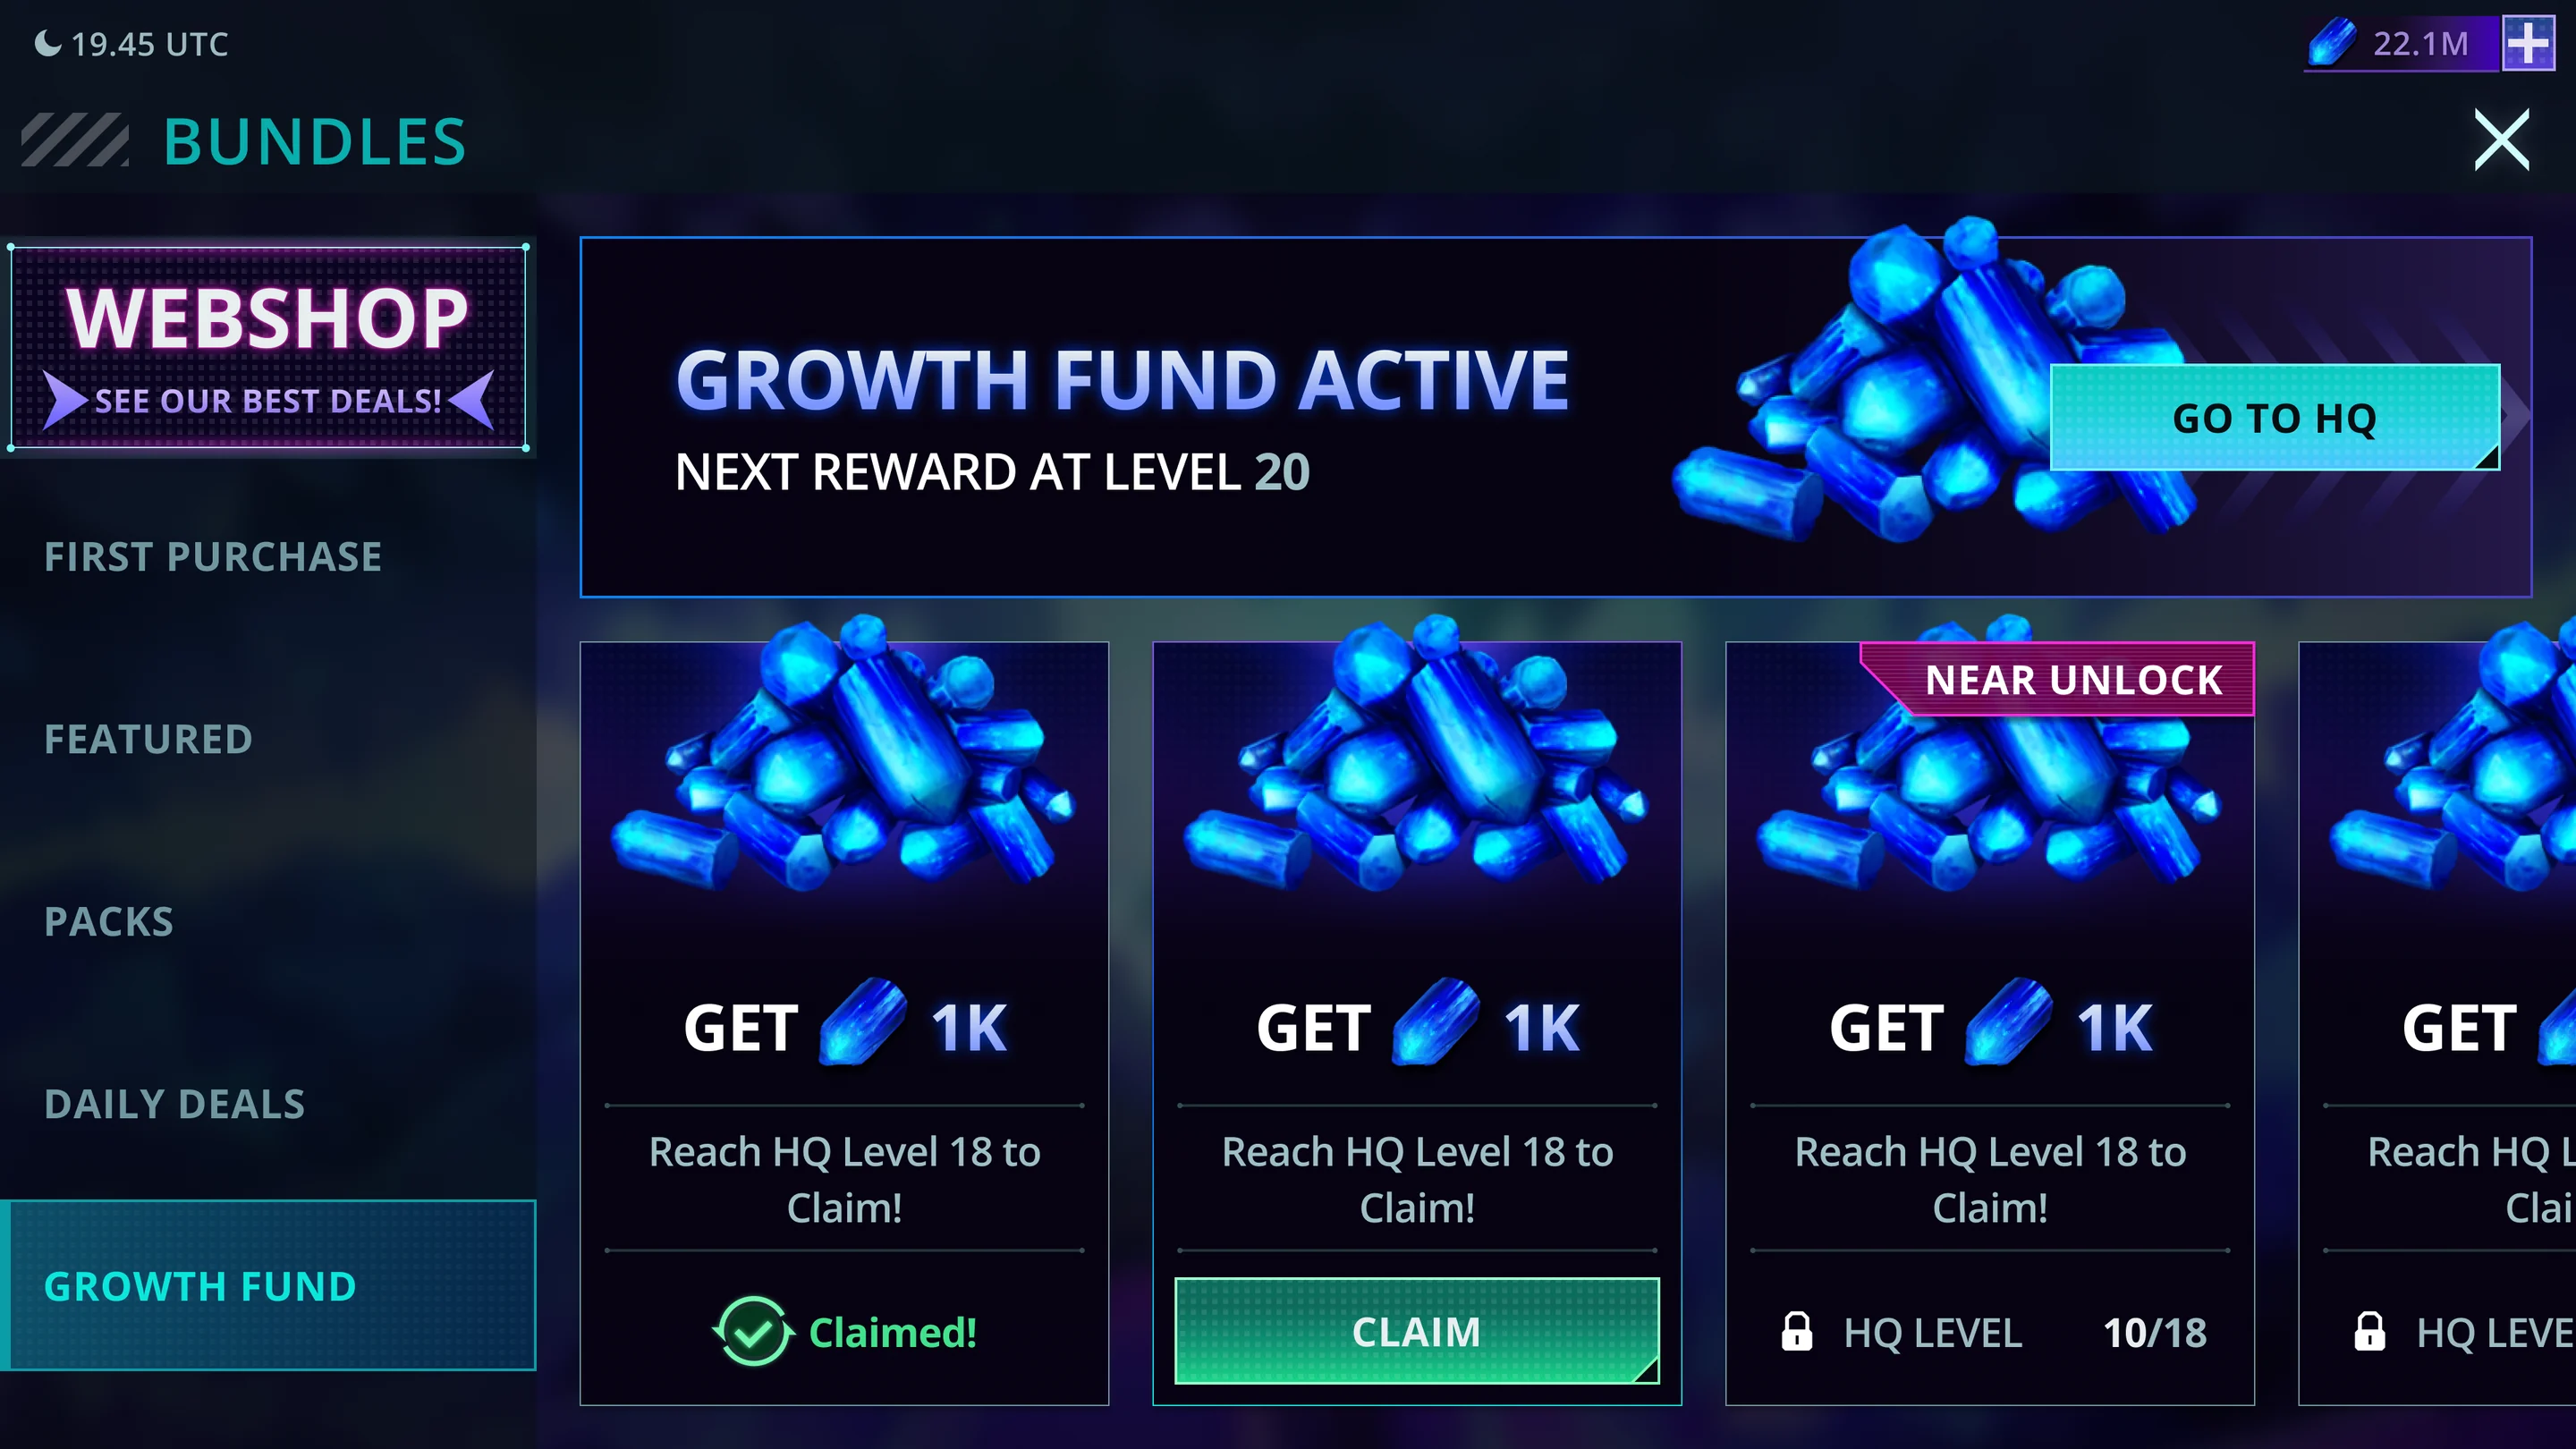 19.45 UTC
22.1M
BUNDLES
WEBSHOP
SEE OUR BEST DEALS!
FIRST PURCHASE
FEATURED
PACKS
DAILY DEALS
GROWTH FUND
GROWTH FUND ACTIVE
NEXT REWARD AT LEVEL 20
GO TO HQ
GET 1K
Reach HQ Level 18 to
Claim!
Claimed!
GET 1K
Reach HQ Level 18 to
Claim!
CLAIM
NEAR UNLOCK
GET 1K
Reach HQ Level 18 to
Claim!
HQ LEVEL 10/18
GET
Reach HQ
HQ